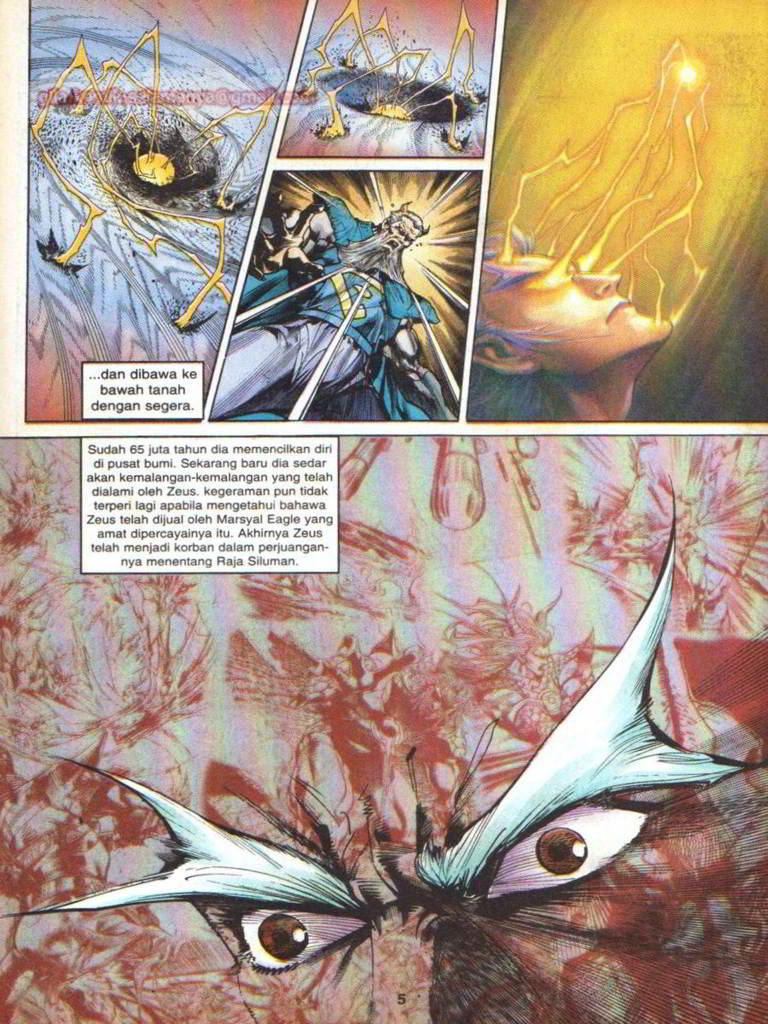 ...dan dibawa ke
bawah tanah
dengan segera.
Sudah 65 juta tahun dia memencilkan diri
di pusat bumi. Sekarang baru dia sedar
akan kemalangan-kemalangan yang telah
dialami oleh Zeus. kegeraman pun tidak
terperi lagi apabila mengetahui bahawa
Zeus telah dijual oleh Marsyal Eagle yang
amat dipercayainya itu. Akhirnya Zeus
telah menjadi korban dalam perjuangan-
nya menentang Raja Siluman.
5